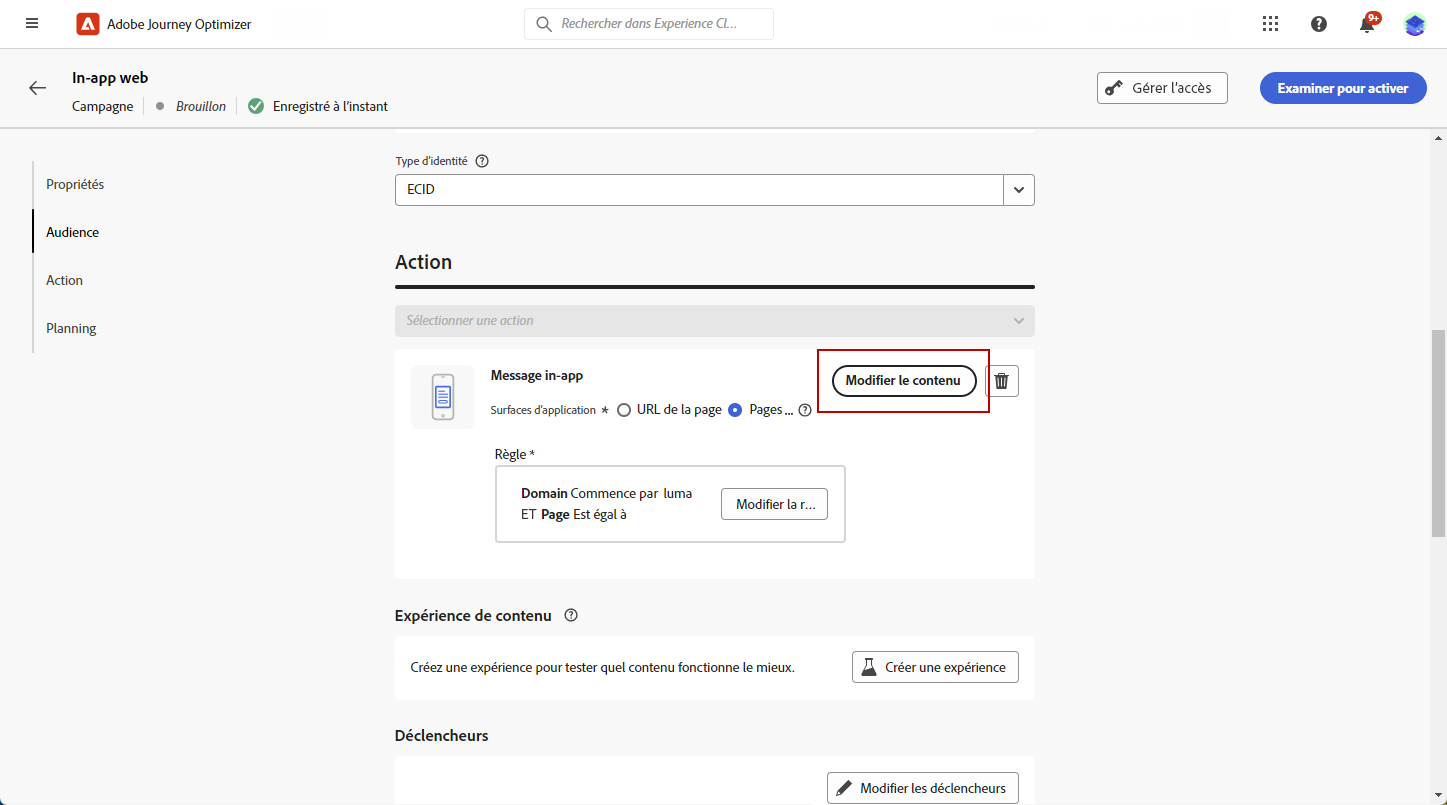 Adobe Journey Optimizer
Rechercher dans Experience Cl...
9+
In-app web
Campagne
Brouillon
Enregistré à l'instant
Gérer l'accès
Examiner pour activer
Propriétés
Audience
Action
Planning
Type d'identité
ECID
Action
Sélectionner une action
Message in-app
Modifier le contenu
Surfaces d'application * URL de la page Pages ...
Règle *
Domain Commence par luma
ET Page Est égal à
Modifier la r...
Expérience de contenu
Créez une expérience pour tester quel contenu fonctionne le mieux.
Créer une expérience
Déclencheurs
Modifier les déclencheurs